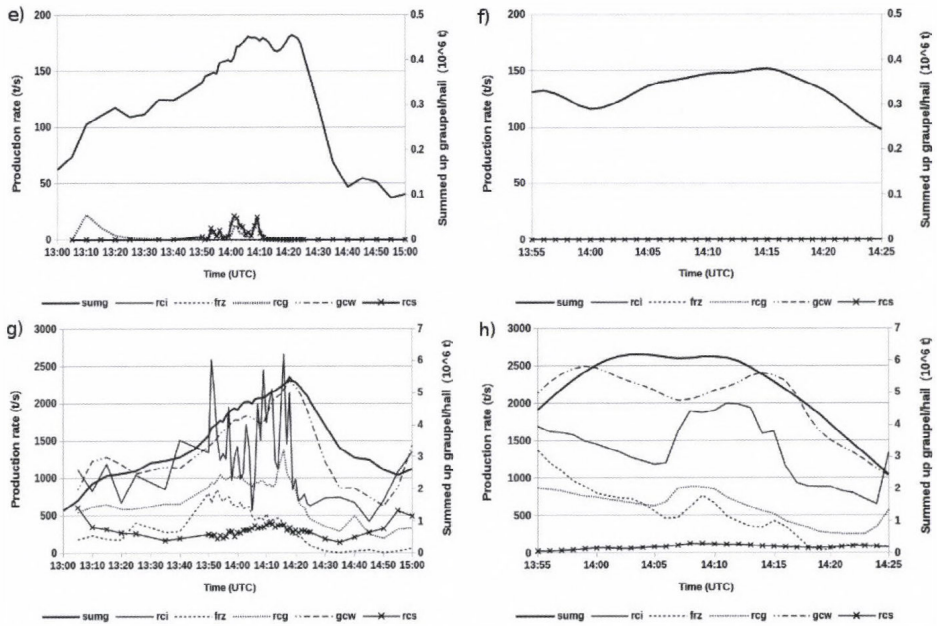 e)
Production rate (t/s)
200
150
100
50
0
13:00 13:10 13:20 13:30 13:40 13:50 14:00 14:10 14:20 14:30 14:40 14:50 15:00
Time (UTC)
0.5
0.4
0.3
0.2
0.1
0
Summed up graupel/hail (10^6 t)
sumg rci frz rcg gcw rcs
f)
Production rate (t/s)
200
150
100
50
0
13:55 14:00 14:05 14:10 14:15 14:20 14:25
Time (UTC)
0.5
0.4
0.3
0.2
0.1
0
Summed up graupel/hail (10^6 t)
sumg rci frz rcg gcw rcs
g)
Production rate (t/s)
3000
2500
2000
1500
1000
500
0
13:00 13:10 13:20 13:30 13:40 13:50 14:00 14:10 14:20 14:30 14:40 14:50 15:00
Time (UTC)
7
6
5
4
3
2
1
0
Summed up graupel/hail (10^6 t)
sumg rci frz rcg gcw rcs
h)
Production rate (t/s)
3000
2500
2000
1500
1000
500
0
13:55 14:00 14:05 14:10 14:15 14:20 14:25
Time (UTC)
7
6
5
4
3
2
1
0
Summed up graupel/hail (10^6 t)
sumg rci frz rcg gcw rcs